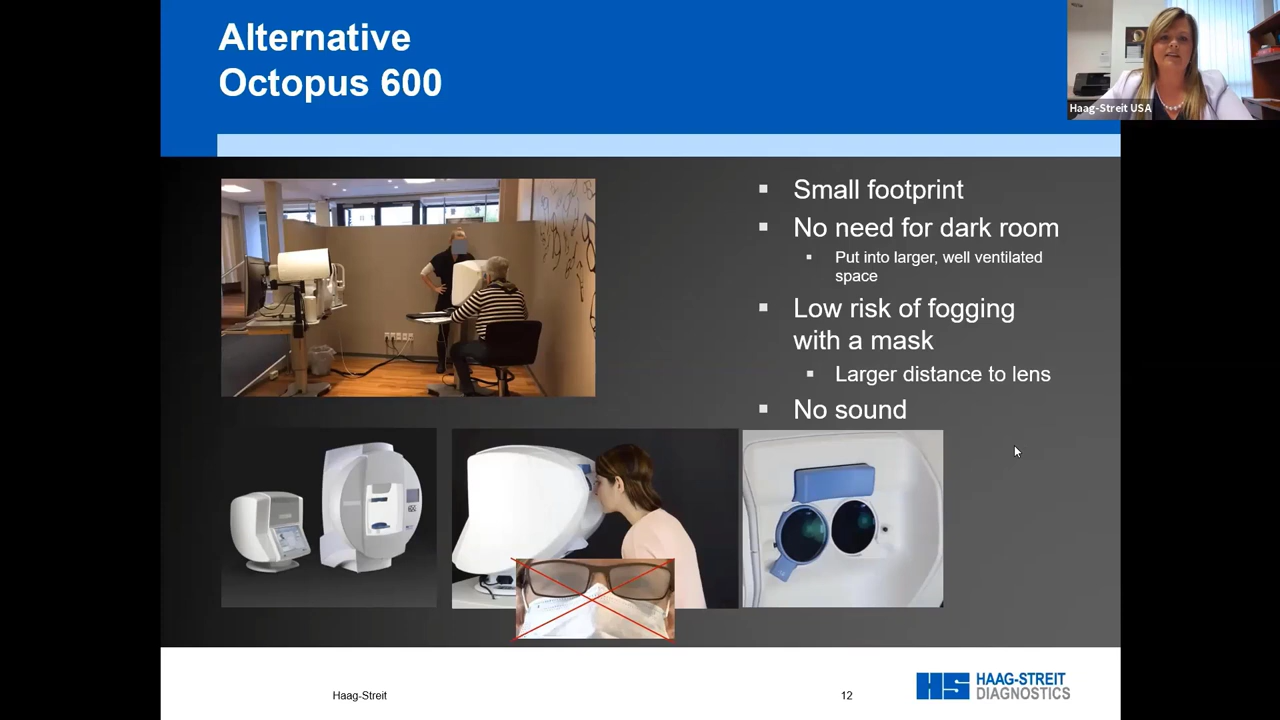 Alternative
Octopus 600
Haag-Streit USA
Small footprint
No need for dark room
Put into larger, well ventilated
space
Low risk of fogging
with a mask
Larger distance to lens
No sound
600
Haag-Streit
12
HS HAAG-STREIT
DIAGNOSTICS